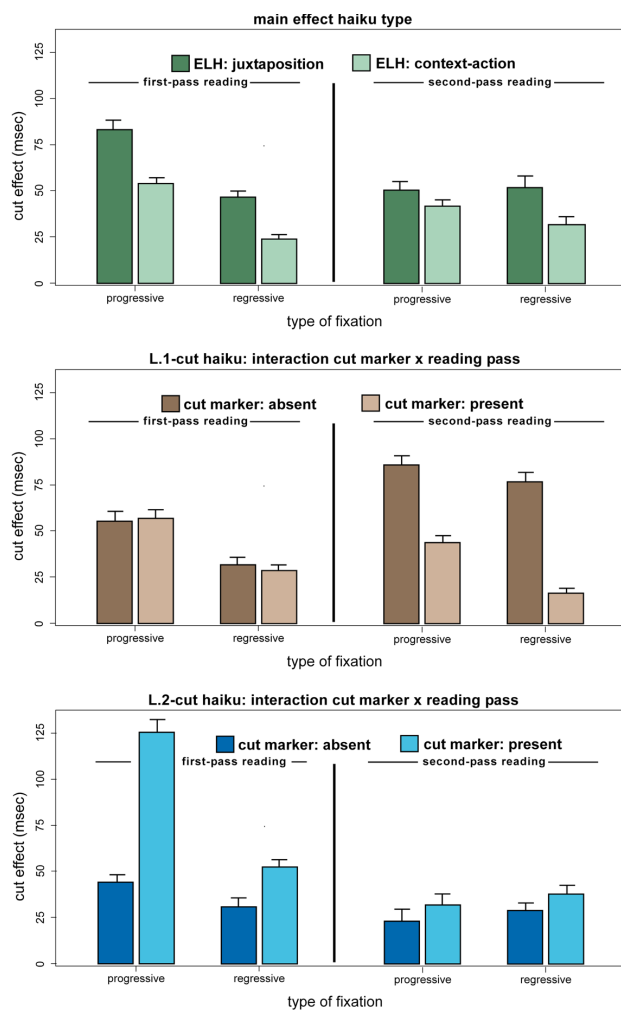 main effect haiku type
ELH: juxtaposition ELH: context-action
first-pass reading second-pass reading
cut effect (msec)
125
100
75
50
25
0
progressive regressive progressive regressive
type of fixation
L.1-cut haiku: interaction cut marker x reading pass
cut marker: absent cut marker: present
first-pass reading second-pass reading
cut effect (msec)
125
100
75
50
25
0
progressive regressive progressive regressive
type of fixation
L.2-cut haiku: interaction cut marker x reading pass
cut marker: absent cut marker: present
first-pass reading second-pass reading
cut effect (msec)
125
100
75
50
25
0
progressive regressive progressive regressive
type of fixation